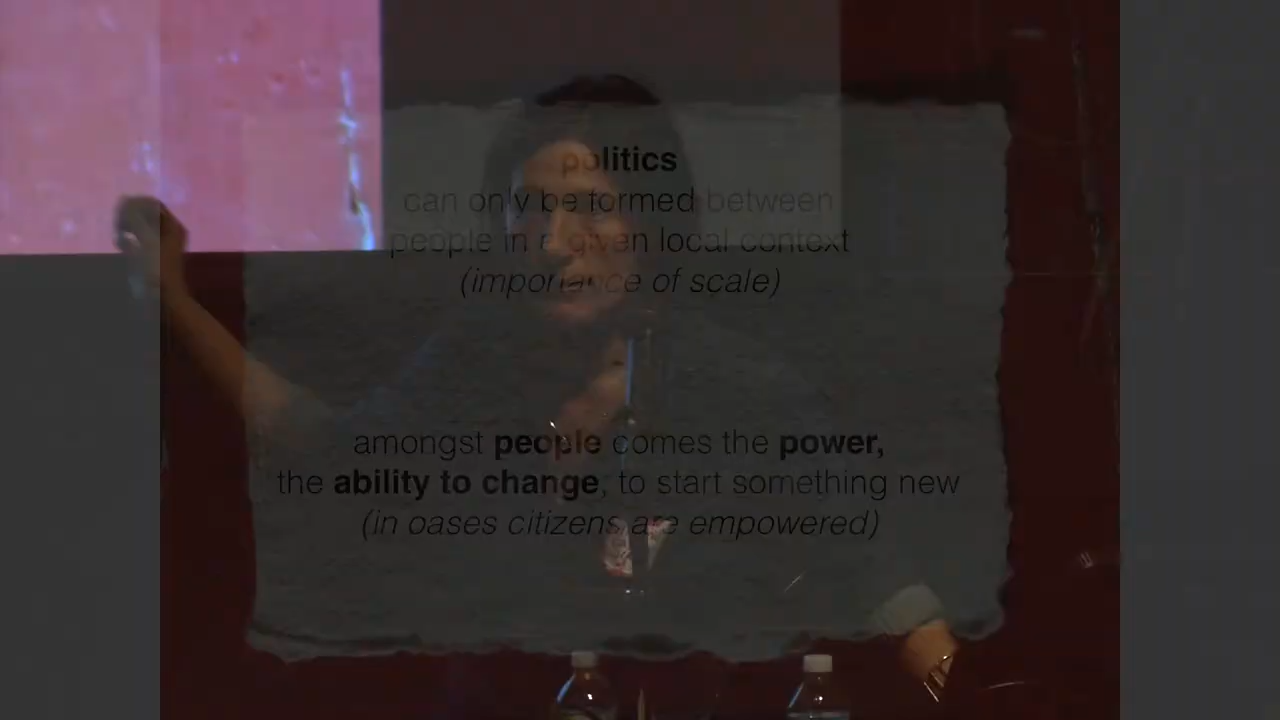 politics
can only be formed between
people in a given local context
(importance of scale)
amongst people comes the power,
the ability to change, to start something new
(in oases citizens are empowered)